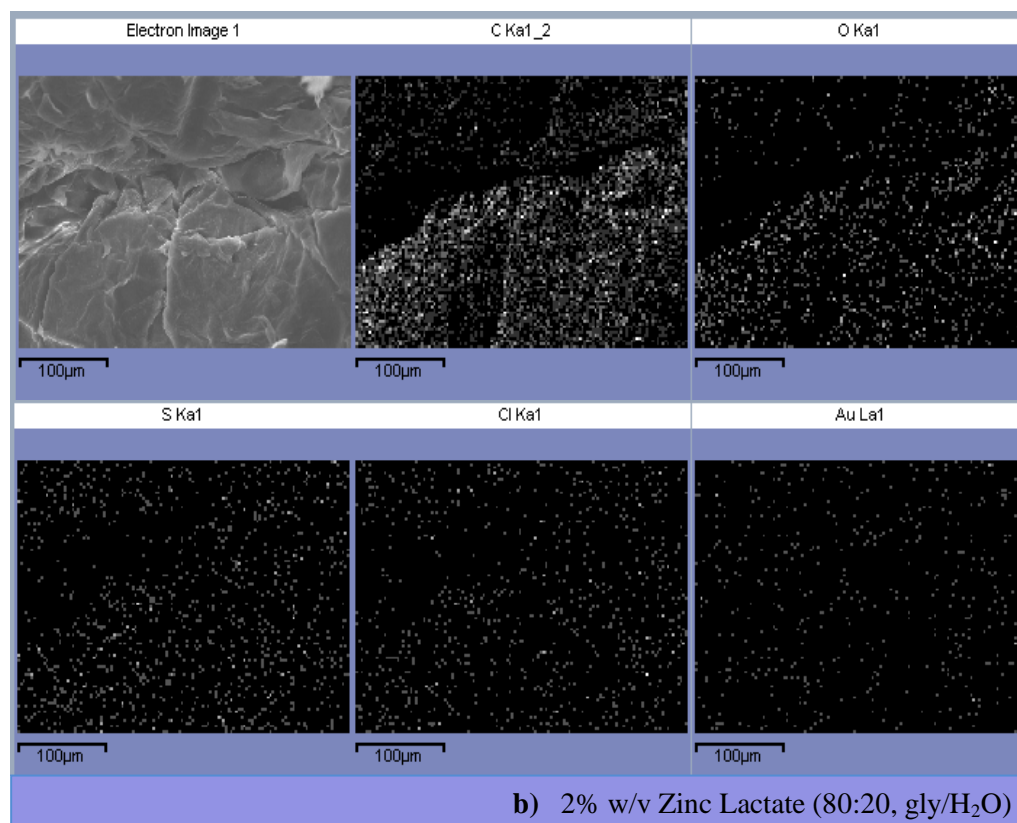 Electron Image 1
C Ka1_2
O Ka1
100µm
100µm
100µm
S Ka1
Cl Ka1
Au La1
100µm
100µm
100µm
b) 2% w/v Zinc Lactate (80:20, gly/H₂O)